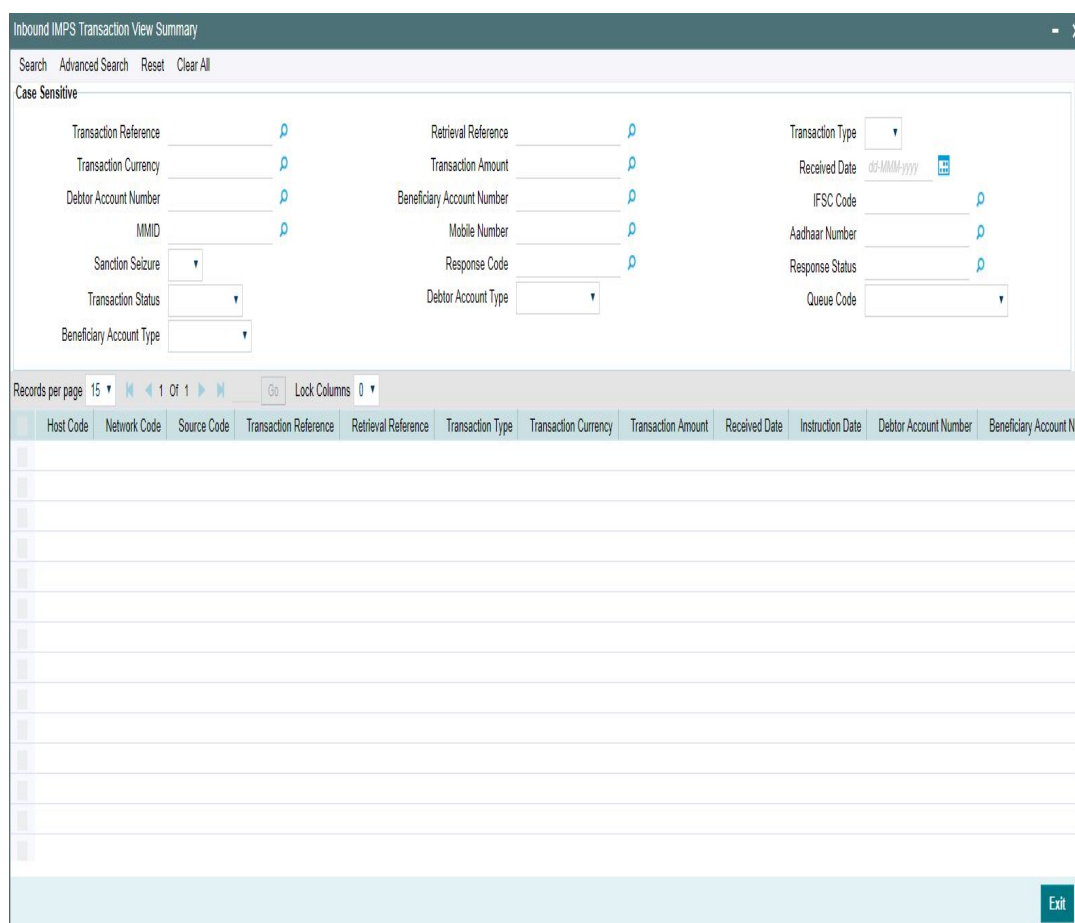 Inbound IMPS Transaction View Summary
Search Advanced Search Reset Clear All
Case Sensitive
Transaction Reference Retrieval Reference Transaction Type
Transaction Currency Transaction Amount Received Date dd-MMM-yyyy
Debtor Account Number Beneficiary Account Number IFSC Code
MMID Mobile Number Aadhaar Number
Sanction Seizure Response Code Response Status
Transaction Status Debtor Account Type Queue Code
Beneficiary Account Type
Records per page 15 1 Of 1 Go Lock Columns 0
Host Code Network Code Source Code Transaction Reference Retrieval Reference Transaction Type Transaction Currency Transaction Amount Received Date Instruction Date Debtor Account Number Beneficiary Account N
Exit